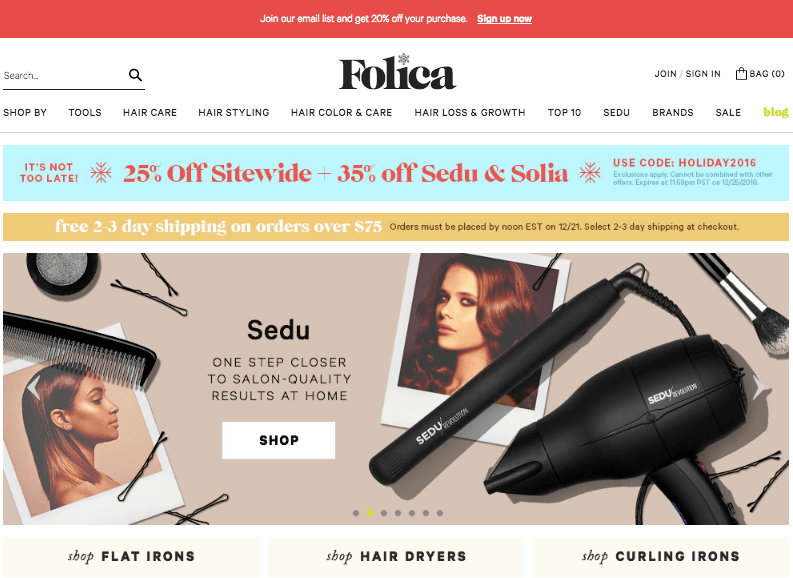 Join our email list and get 20% off your purchase. Sign up now
Search...
Folica
JOIN / SIGN IN BAG (0)
SHOP BY TOOLS HAIR CARE HAIR STYLING HAIR COLOR & CARE HAIR LOSS & GROWTH TOP 10 SEDU BRANDS SALE blog
IT'S NOT
TOO LATE!
25% Off Sitewide + 35% off Sedu & Solia
USE CODE: HOLIDAY2016
Exclusions apply. Cannot be combined with other
offers. Expires at 11:59pm PST on 12/25/2016.
free 2-3 day shipping on orders over $75 Orders must be placed by noon EST on 12/21. Select 2-3 day shipping at checkout.
Sedu
ONE STEP CLOSER
TO SALON-QUALITY
RESULTS AT HOME
SHOP
SEDU REVOLUTION
SEDU REVOLUTION
shop FLAT IRONS
shop HAIR DRYERS
shop CURLING IRONS